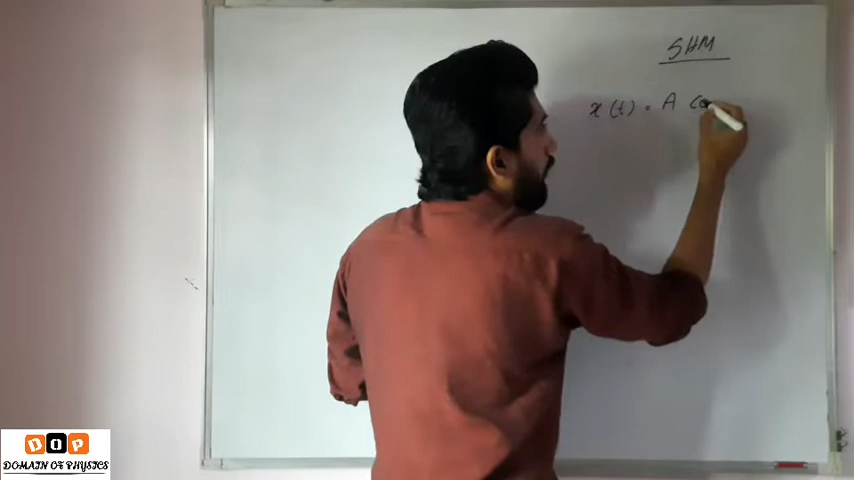 SHM
x(t) = A Co
DOP
DOMAIN OF PHYSICS